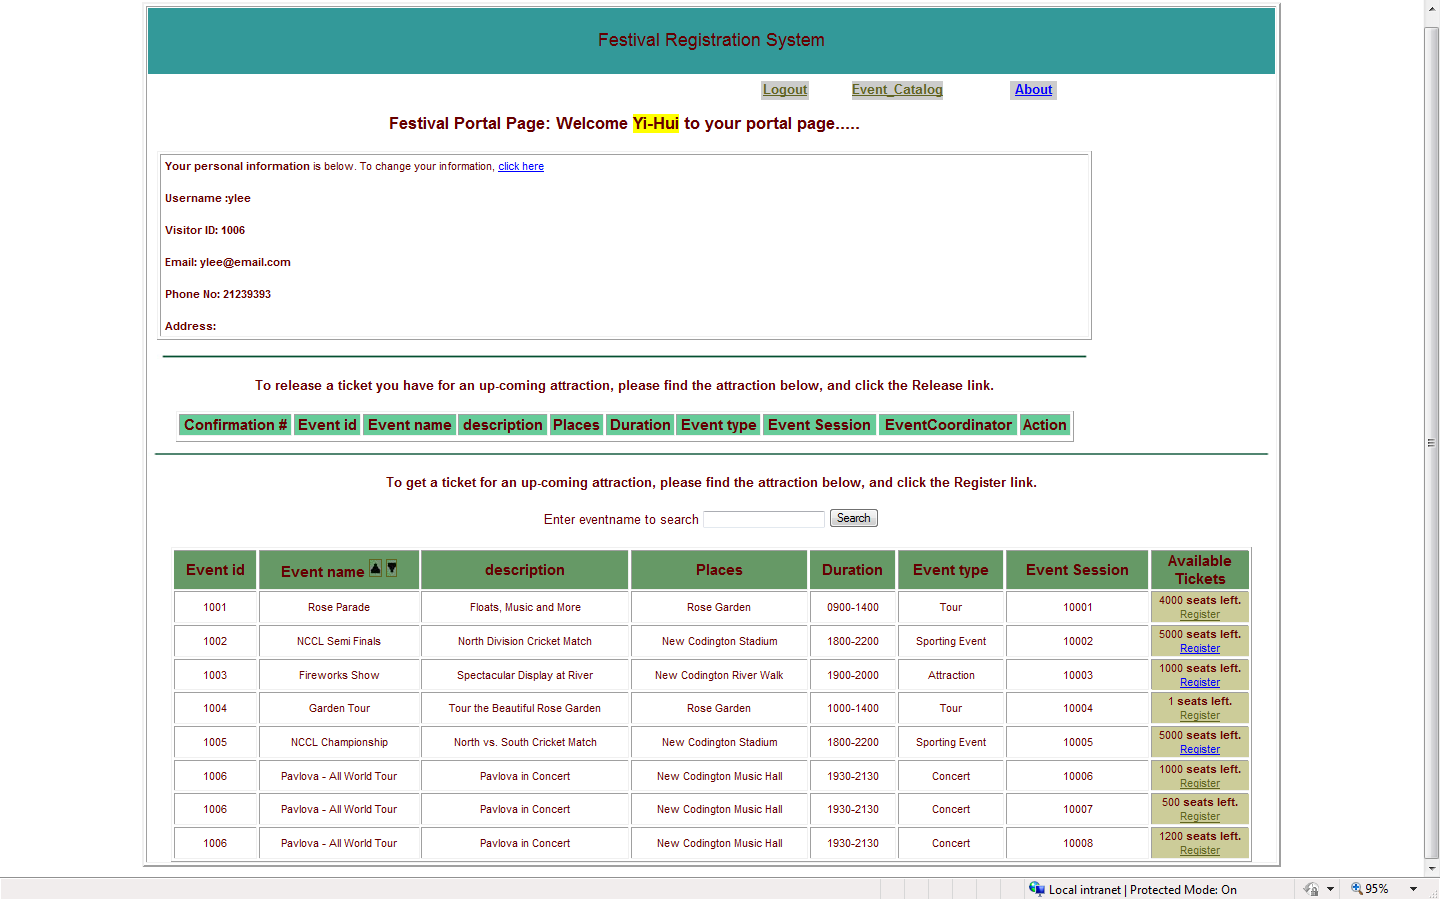 Festival Registration System
Logout Event_Catalog About
Festival Portal Page: Welcome Yi-Hui to your portal page.....
Your personal information is below. To change your information, click here
Username :ylee
Visitor ID: 1006
Email: ylee@email.com
Phone No: 21239393
Address:
To release a ticket you have for an up-coming attraction, please find the attraction below, and click the Release link.
Confirmation # Event id Event name description Places Duration Event type Event Session EventCoordinator Action
To get a ticket for an up-coming attraction, please find the attraction below, and click the Register link.
Enter eventname to search Search
Event id Event name description Places Duration Event type Event Session Available Tickets
1001 Rose Parade Floats, Music and More Rose Garden 0900-1400 Tour 10001 4000 seats left. Register
1002 NCCL Semi Finals North Division Cricket Match New Codington Stadium 1800-2200 Sporting Event 10002 5000 seats left. Register
1003 Fireworks Show Spectacular Display at River New Codington River Walk 1900-2000 Attraction 10003 1000 seats left. Register
1004 Garden Tour Tour the Beautiful Rose Garden Rose Garden 1000-1400 Tour 10004 1 seats left. Register
1005 NCCL Championship North vs. South Cricket Match New Codington Stadium 1800-2200 Sporting Event 10005 5000 seats left. Register
1006 Pavlova - All World Tour Pavlova in Concert New Codington Music Hall 1930-2130 Concert 10006 1000 seats left. Register
1006 Pavlova - All World Tour Pavlova in Concert New Codington Music Hall 1930-2130 Concert 10007 500 seats left. Register
1006 Pavlova - All World Tour Pavlova in Concert New Codington Music Hall 1930-2130 Concert 10008 1200 seats left. Register
Local intranet | Protected Mode: On 95%